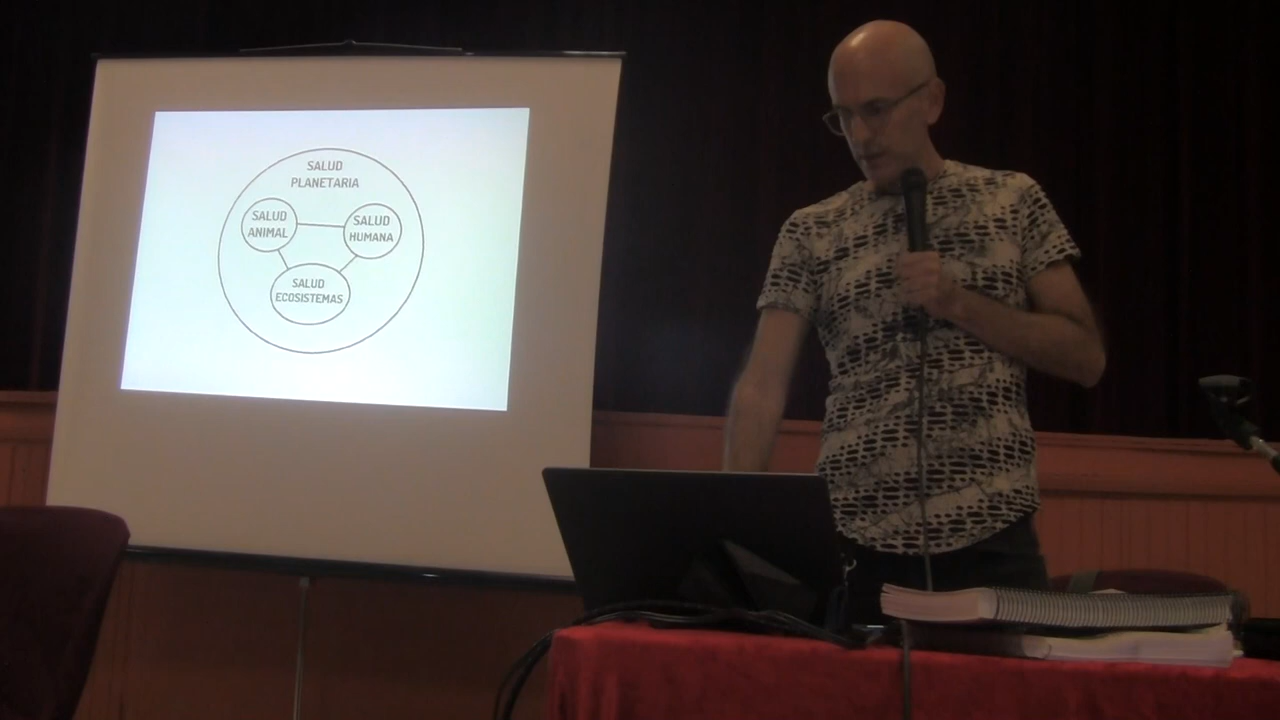 SALUD
PLANETARIA
SALUD
ANIMAL
SALUD
HUMANA
SALUD
ECOSISTEMAS